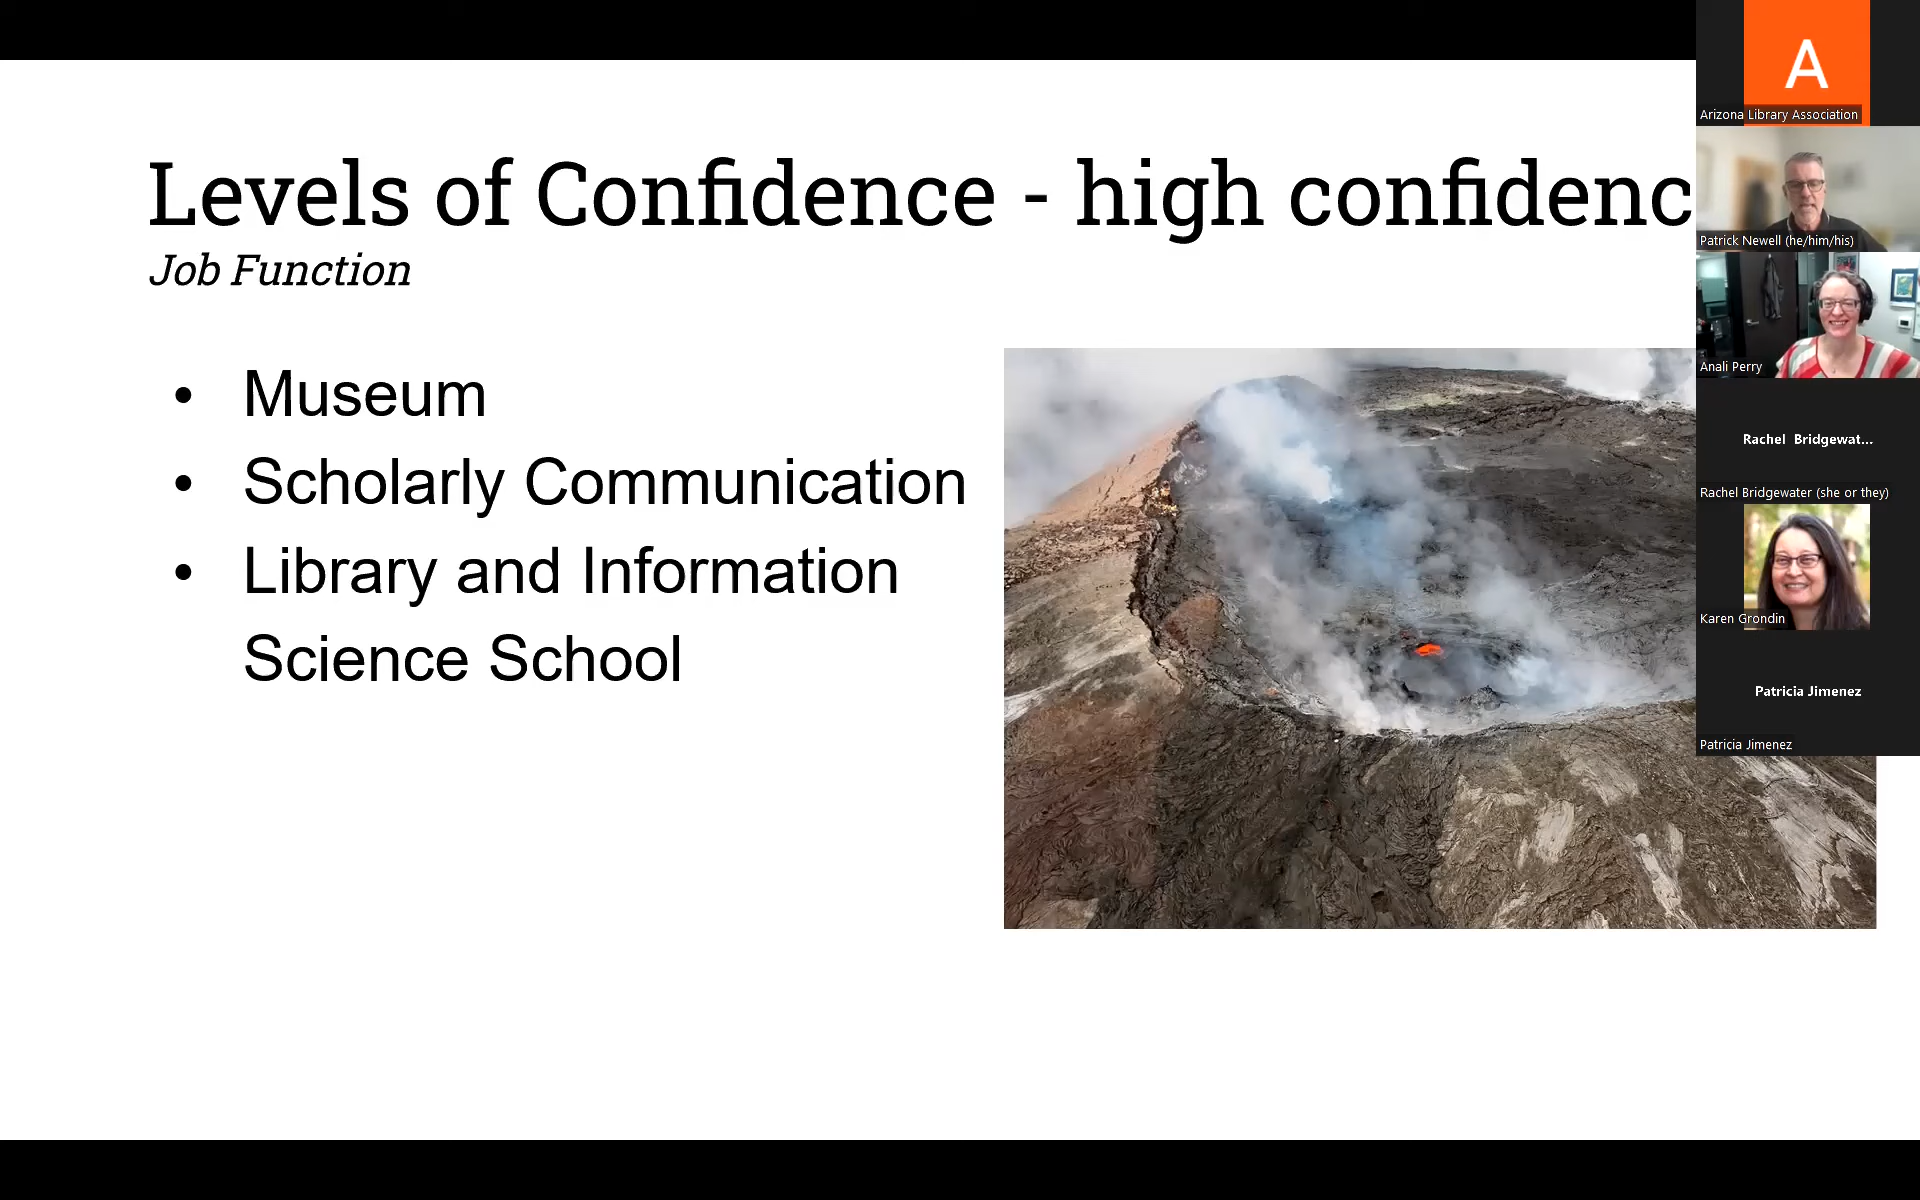 Levels of Confidence - high confidenc
Job Function
• Museum
• Scholarly Communication
• Library and Information
Science School
A
Arizona Library Association
Patrick Newell (he/him/his)
Anali Perry
Rachel Bridgewat...
Rachel Bridgewater (she or they)
Karen Grondin
Patricia Jimenez
Patricia Jimenez